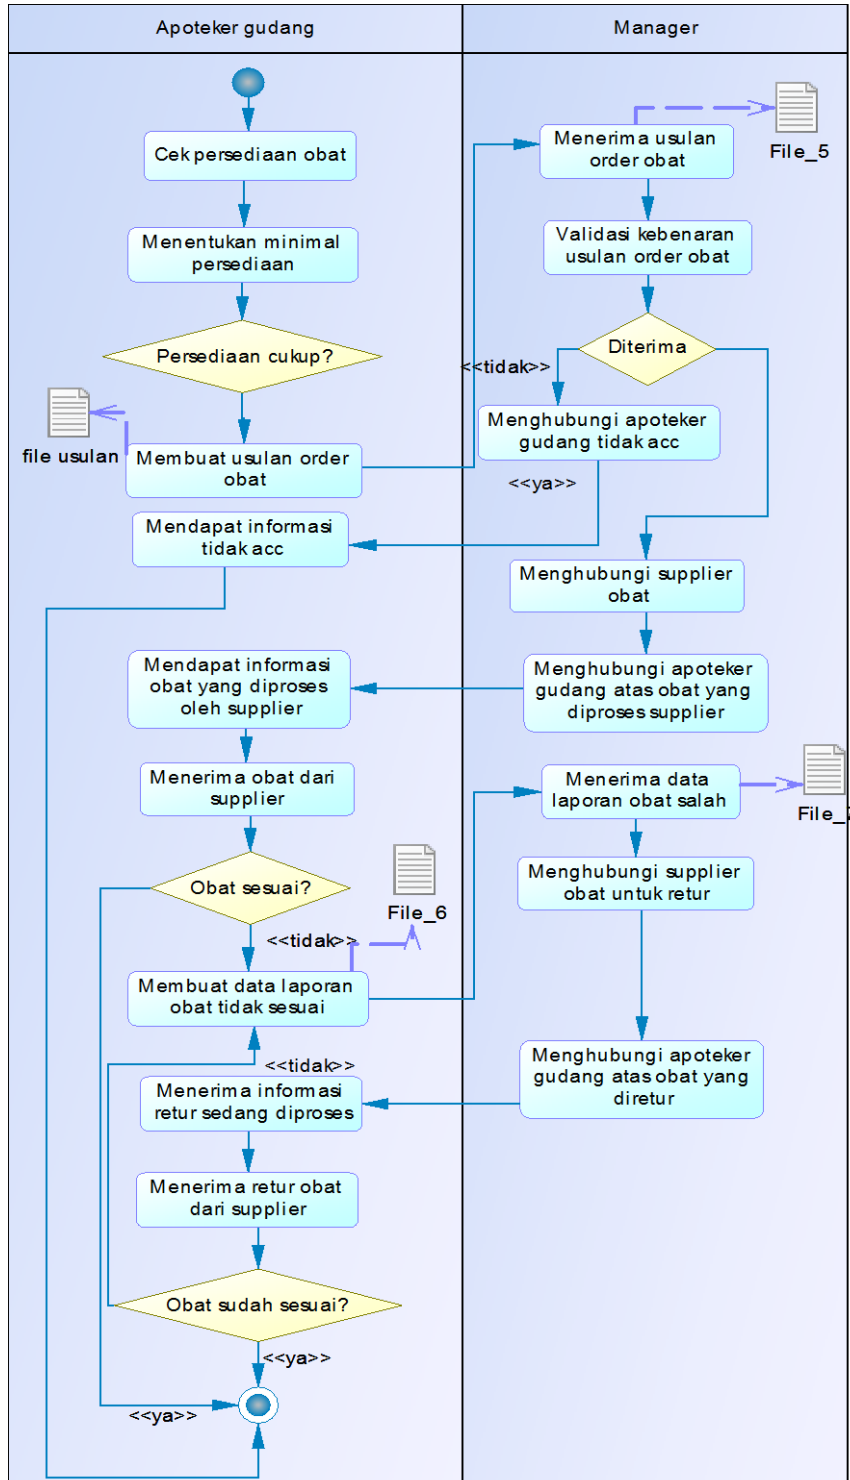 Apoteker gudang
Manager
Cek persediaan obat
Menentukan minimal
persediaan
Persediaan cukup?
file usulan
Membuat usulan order
obat
Menerima usulan
order obat
File_5
Validasi kebenaran
usulan order obat
Diterima
<<tidak>>
Menghubungi apoteker
gudang tidak acc
<<ya>>
Mendapat informasi
tidak acc
Menghubungi supplier
obat
Menghubungi apoteker
gudang atas obat yang
diproses supplier
Mendapat informasi
obat yang diproses
oleh supplier
Menerima obat dari
supplier
Obat sesuai?
<<tidak>>
File_6
Membuat data laporan
obat tidak sesuai
Menerima data
laporan obat salah
File_
Menghubungi supplier
obat untuk retur
Menghubungi apoteker
gudang atas obat yang
diretur
<<tidak>>
Menerima informasi
retur sedang diproses
Menerima retur obat
dari supplier
Obat sudah sesuai?
<<ya>>
<<ya>>